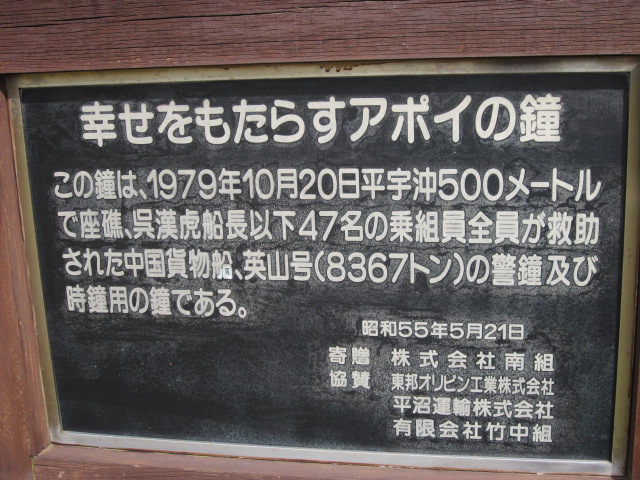 幸せをもたらすアポイの鐘
この鐘は、1979年10月20日平宇沖500メートル
で座礁、呉漢虎船長以下47名の乗組員全員が救助
された中国貨物船、英山号(8367トン)の警鐘及び
時鐘用の鐘である。
昭和55年5月21日
寄贈 株式会社南組
協賛 東邦オリビン工業株式会社
平沼運輸株式会社
有限会社竹中組